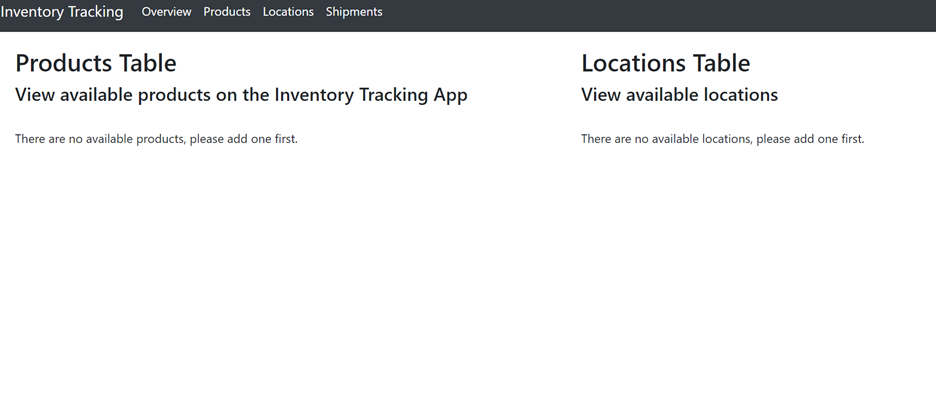 Inventory Tracking Overview Products Locations Shipments
Products Table
View available products on the Inventory Tracking App
There are no available products, please add one first.
Locations Table
View available locations
There are no available locations, please add one first.